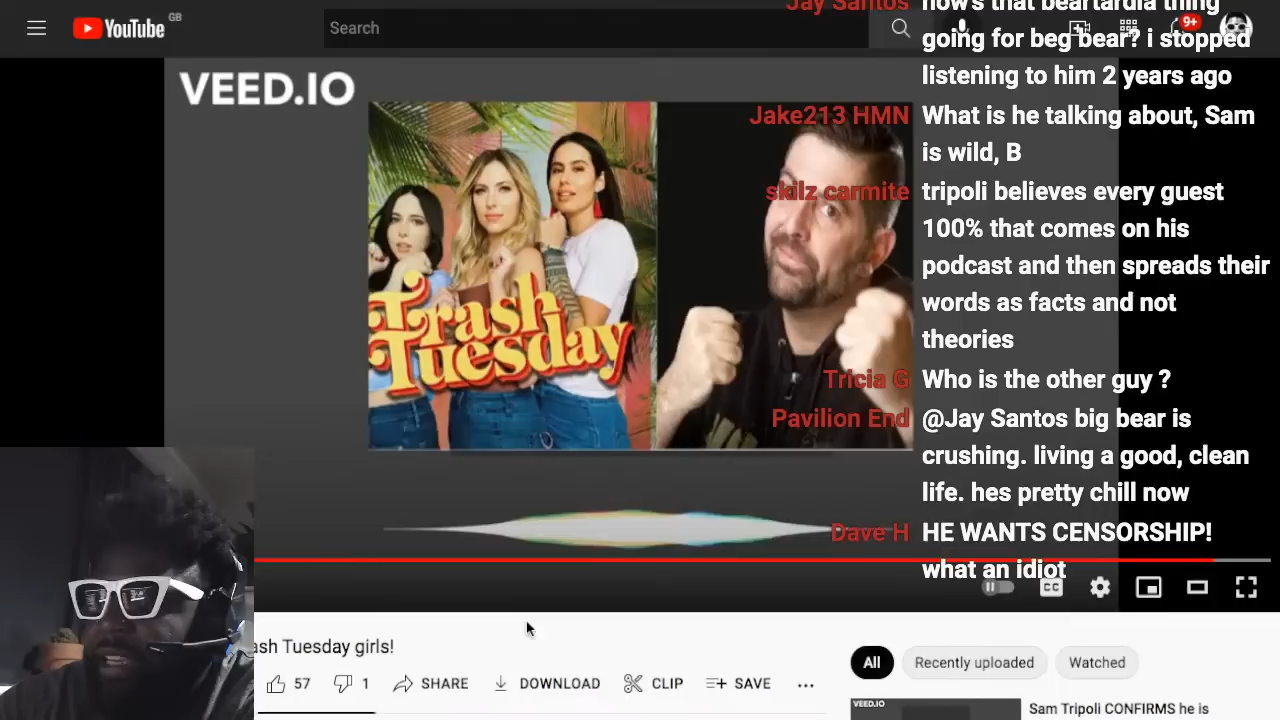 YouTube GB
Search
9+
VEED.IO
Trash
Tuesday
Jay Santos
how's that beartardia thing
going for beg bear? i stopped
listening to him 2 years ago
Jake213 HMN
What is he talking about, Sam
is wild, B
skilz carmite
tripoli believes every guest
100% that comes on his
podcast and then spreads their
words as facts and not
theories
Tricia G
Who is the other guy ?
Pavilion End
@Jay Santos big bear is
crushing. living a good, clean
life. hes pretty chill now
Dave H
HE WANTS CENSORSHIP!
what an idiot
CC
ash Tuesday girls!
57
1
SHARE
DOWNLOAD
CLIP
SAVE
All
Recently uploaded
Watched
VEED.IO
Sam Tripoli CONFIRMS he is